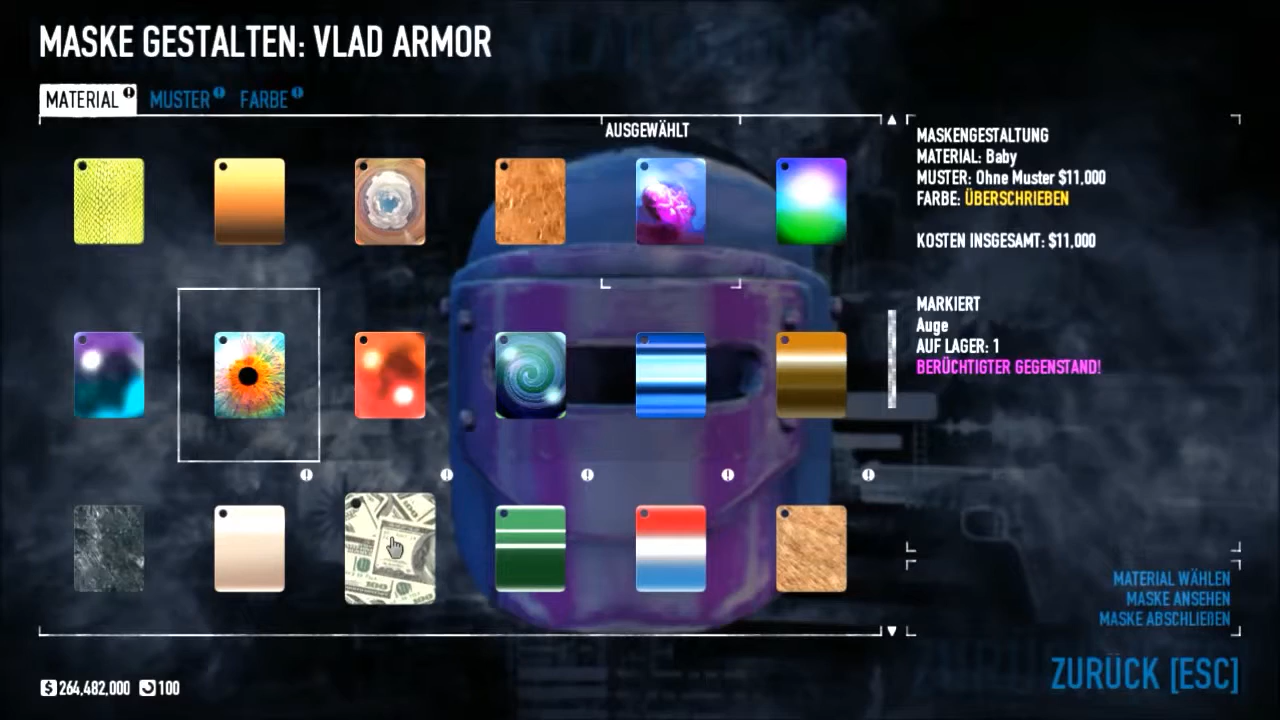 MASKE GESTALTEN: VLAD ARMOR
MATERIAL MUSTER FARBE
AUSGEWÄHLT
MASKENGESTALTUNG
MATERIAL: Baby
MUSTER: Ohne Muster $11,000
FARBE: ÜBERSCHRIEBEN
KOSTEN INSGESAMT: $11,000
MARKIERT
Auge
AUF LAGER: 1
BERÜCHTIGTER GEGENSTAND!
MATERIAL WÄHLEN
MASKE ANSEHEN
MASKE ABSCHLIEßEN
ZURÜCK [ESC]
$ 264,482,000 100